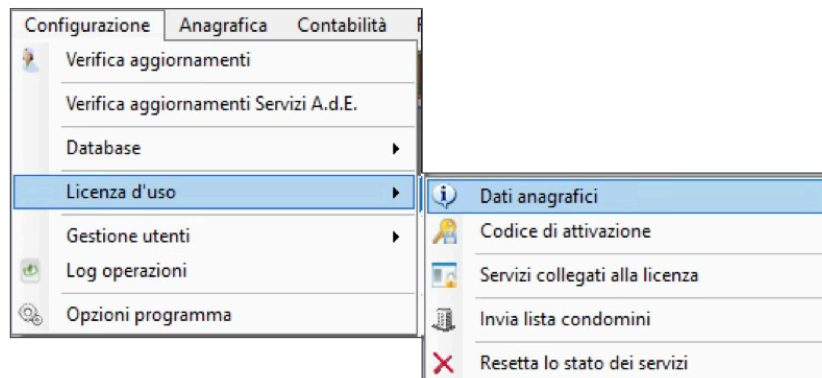 Configurazione Anagrafica Contabilità
Verifica aggiornamenti
Verifica aggiornamenti Servizi A.d.E.
Database
Licenza d'uso
Gestione utenti
Log operazioni
Opzioni programma
Dati anagrafici
Codice di attivazione
Servizi collegati alla licenza
Invia lista condomini
Resetta lo stato dei servizi